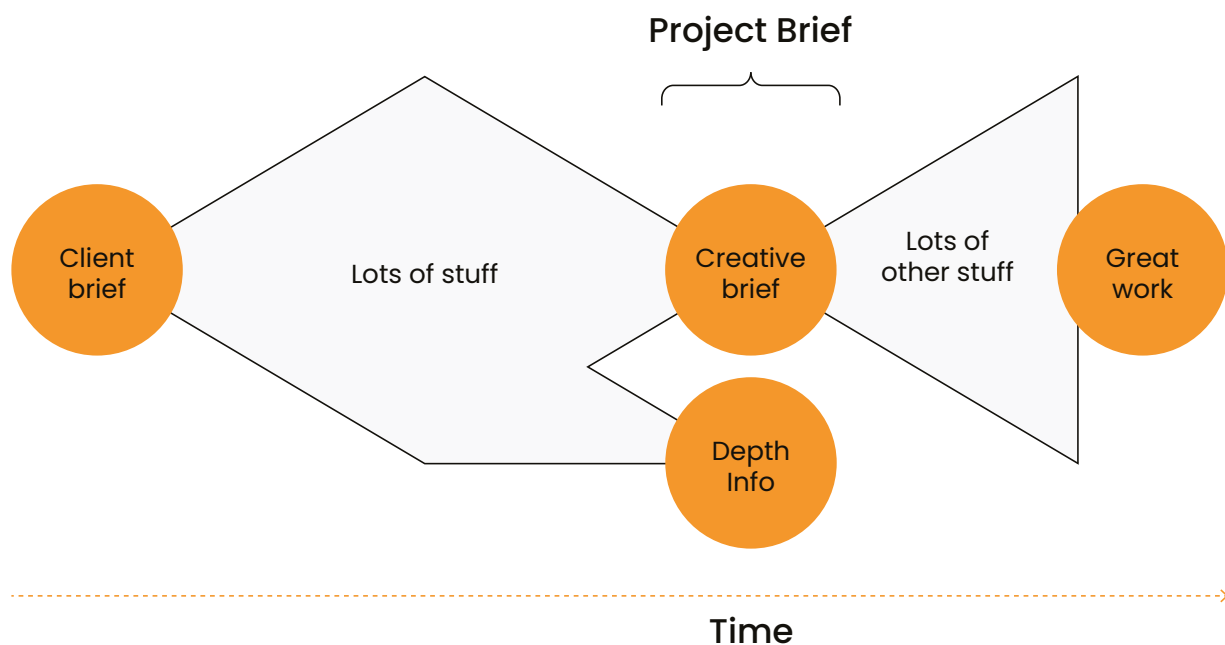 Project Brief
Client
brief
Lots of stuff
Creative
brief
Lots of
other stuff
Great
work
Depth
Info
Time